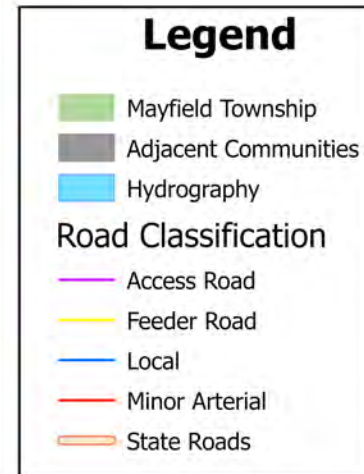 Legend
Mayfield Township
Adjacent Communities
Hydrography
Road Classification
Access Road
Feeder Road
Local
Minor Arterial
State Roads